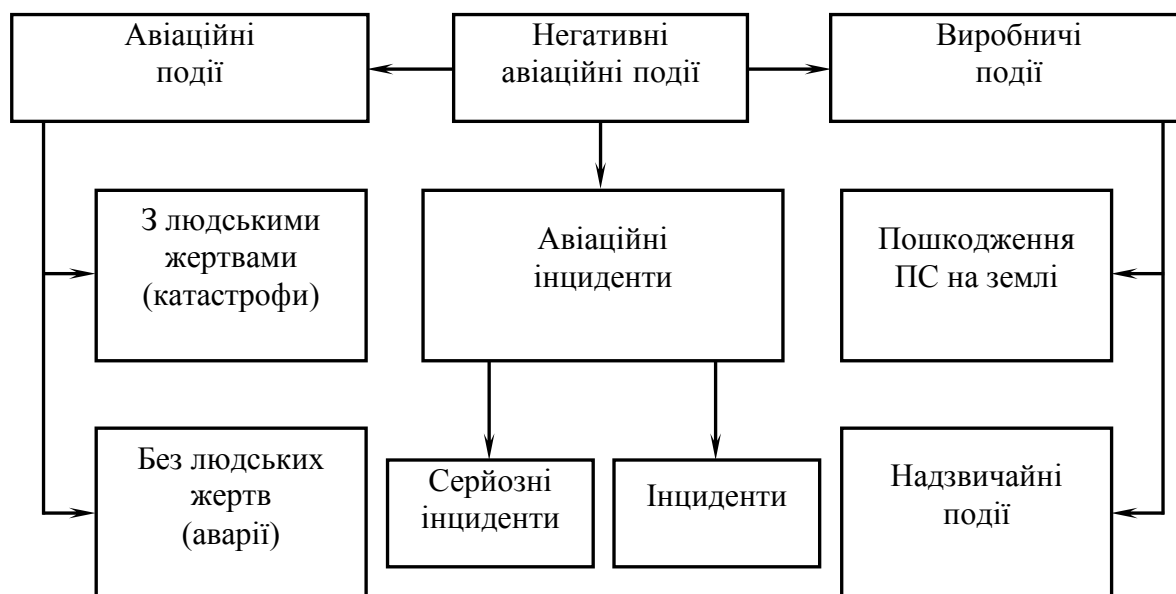 Авіаційні
події
Негативні
авіаційні події
Виробничі
події
З людськими
жертвами
(катастрофи)
Авіаційні
інциденти
Пошкодження
ПС на землі
Без людських
жертв
(аварії)
Серйозні
інциденти
Інциденти
Надзвичайні
події